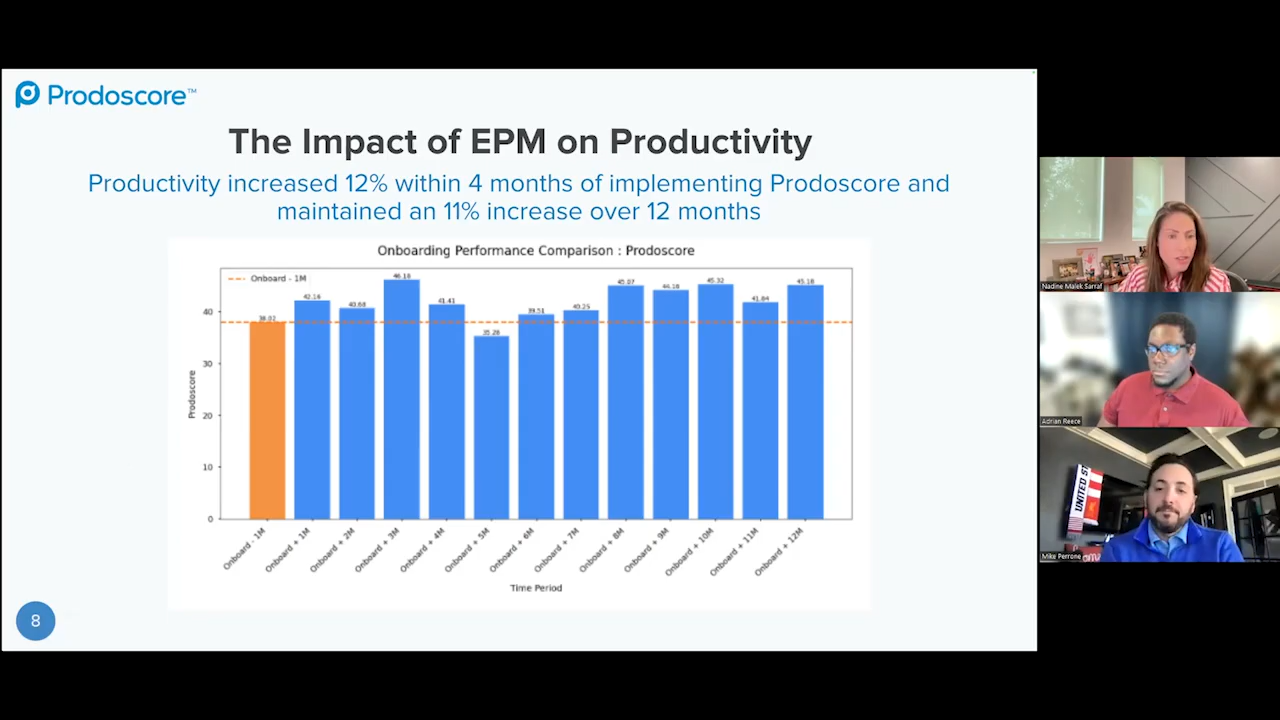 Prodoscore™
The Impact of EPM on Productivity
Productivity increased 12% within 4 months of implementing Prodoscore and
maintained an 11% increase over 12 months
Onboarding Performance Comparison : Prodoscore
Onboard - 1M
38.02
42.16
40.68
46.18
41.41
35.28
39.51
40.25
45.07
44.18
45.32
41.84
45.18
40
30
20
10
0
Prodoscore
Onboard - 1M
Onboard + 1M
Onboard + 2M
Onboard + 3M
Onboard + 4M
Onboard + 5M
Onboard + 6M
Onboard + 7M
Onboard + 8M
Onboard + 9M
Onboard + 10M
Onboard + 11M
Onboard + 12M
Time Period
8
Nadine Malek Sarraf
Adrian Reece
UNITED ST
Mike Perrone